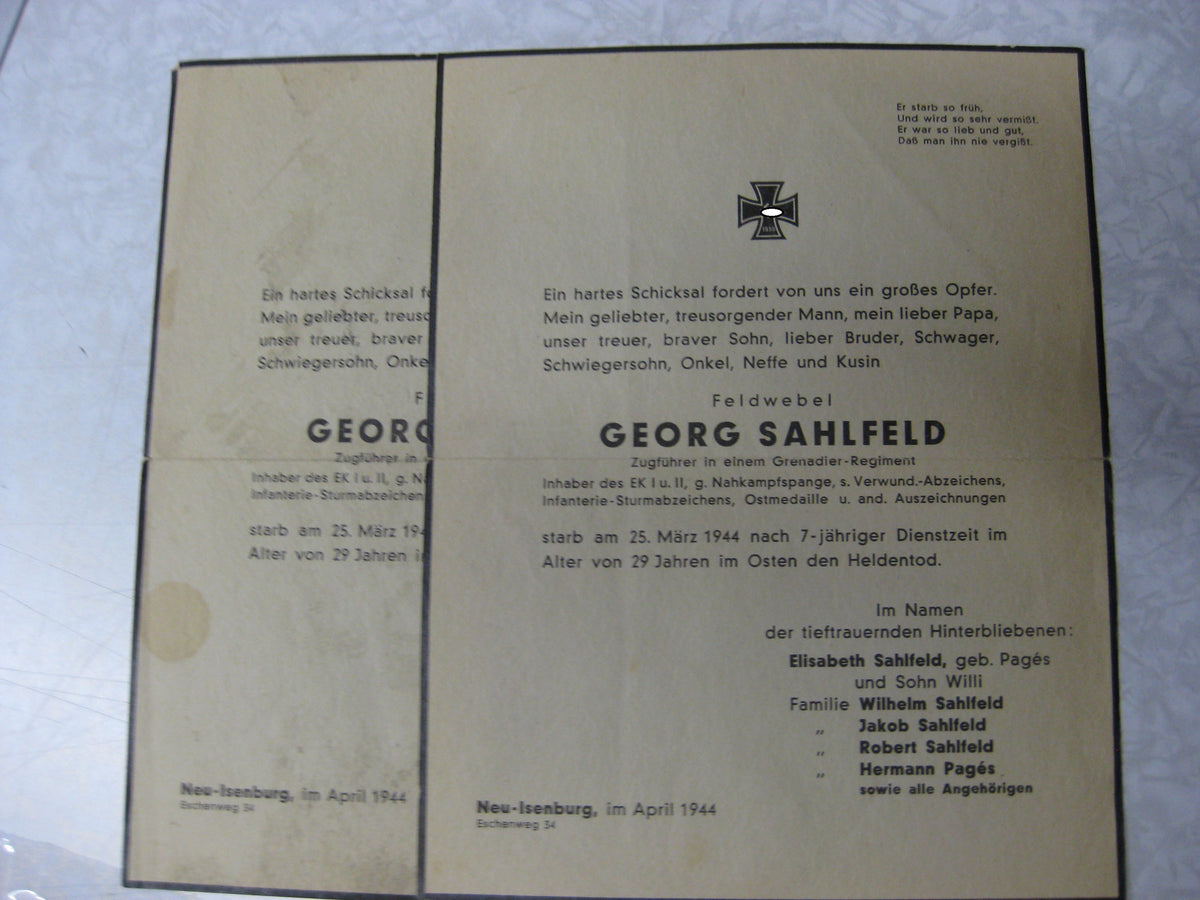 Er starb so früh,
Und wird so sehr vermißt.
Er war so lieb und gut,
Daß man ihn nie vergißt.
1939
Ein hartes Schicksal fordert von uns ein großes Opfer.
Mein geliebter, treusorgender Mann, mein lieber Papa,
unser treuer, braver Sohn, lieber Bruder, Schwager,
Schwiegersohn, Onkel, Neffe und Kusin
Feldwebel
GEORG SAHLFELD
Zugführer in einem Grenadier-Regiment
Inhaber des EK I u. II, g. Nahkampfspange, s. Verwund.-Abzeichens,
Infanterie-Sturmabzeichens, Ostmedaille u. and. Auszeichnungen
starb am 25. März 1944 nach 7-jähriger Dienstzeit im
Alter von 29 Jahren im Osten den Heldentod.
Im Namen
der tieftrauernden Hinterbliebenen:
Elisabeth Sahlfeld, geb. Pagés
und Sohn Willi
Familie Wilhelm Sahlfeld
„ Jakob Sahlfeld
„ Robert Sahlfeld
„ Hermann Pagés
sowie alle Angehörigen
Neu-Isenburg, im April 1944
Eschenweg 34
Ein hartes Schicksal f
Mein geliebter, treuso
unser treuer, braver
Schwiegersohn, Onke
F
GEORG
Zugführer in
Inhaber des EK I u. II, g. N
Infanterie-Sturmabzeichen
starb am 25. März 194
Alter von 29 Jahren i
Neu-Isenburg, im April 1944
Eschenweg 34